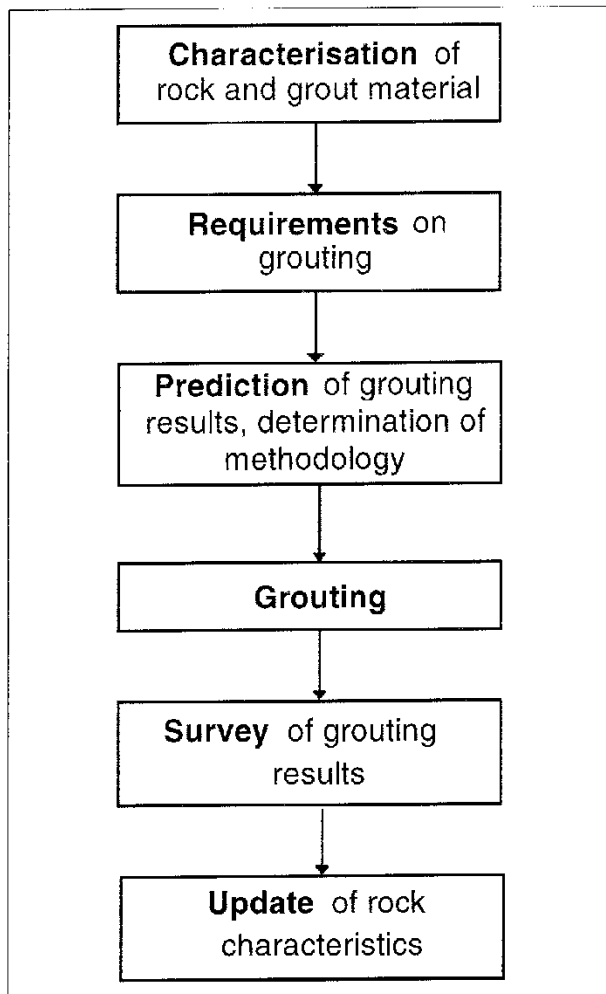 Characterisation of
rock and grout material
Requirements on
grouting
Prediction of grouting
results, determination of
methodology
Grouting
Survey of grouting
results
Update of rock
characteristics